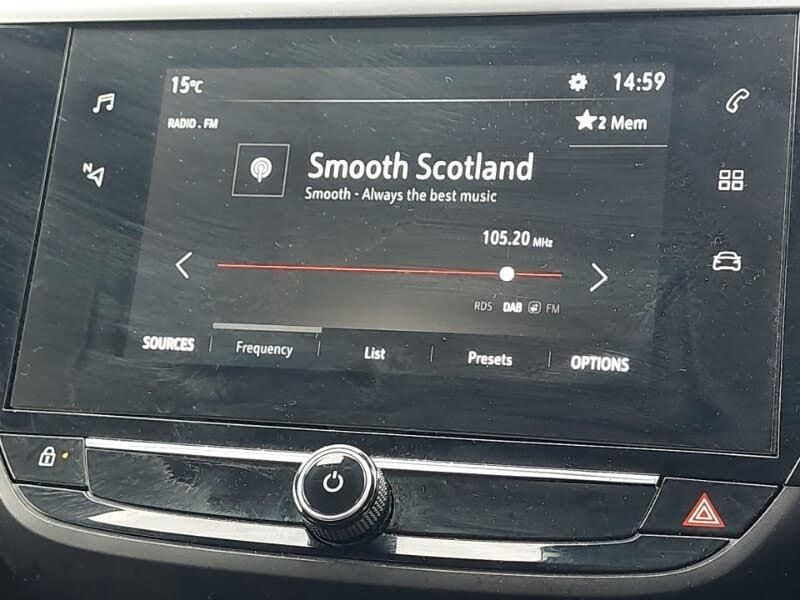 15°C 14:59
RADIO . FM
★2 Mem
Smooth Scotland
Smooth - Always the best music
105.20 MHz
RDS DAB FM
SOURCES Frequency List Presets OPTIONS
N